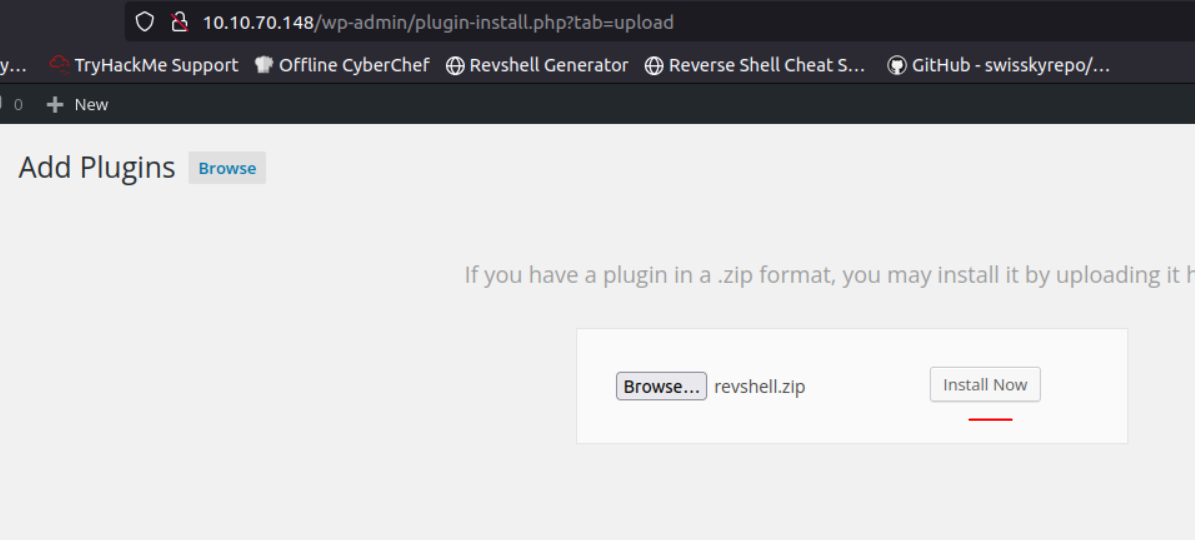 10.10.70.148/wp-admin/plugin-install.php?tab=upload
y... TryHackMe Support Offline CyberChef Revshell Generator Reverse Shell Cheat S... GitHub - swisskyrepo/...
0 + New
Add Plugins Browse
If you have a plugin in a .zip format, you may install it by uploading it h
Browse... revshell.zip Install Now